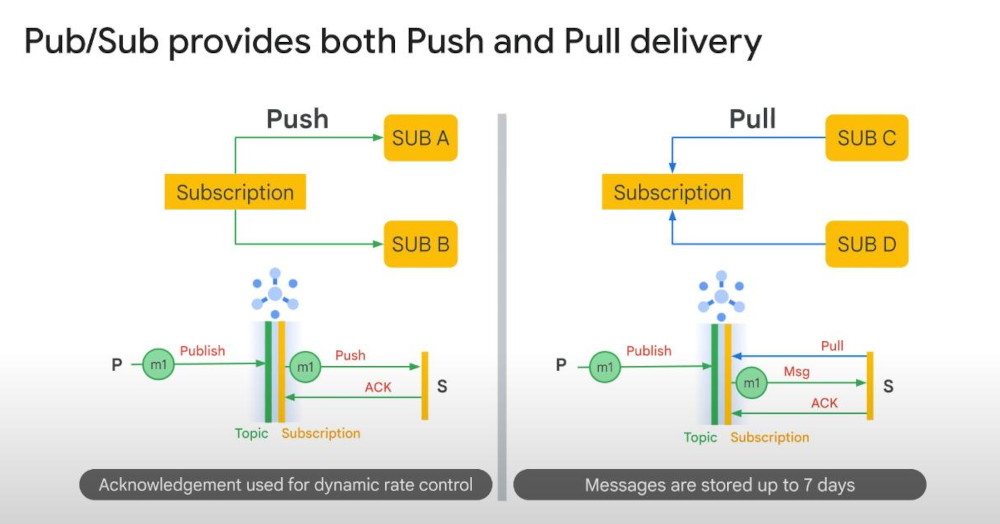 Pub/Sub provides both Push and Pull delivery
Push
SUB A
Subscription
SUB B
P
m1
Publish
m1
Push
ACK
S
Topic
Subscription
Acknowledgement used for dynamic rate control
Pull
SUB C
Subscription
SUB D
P
m1
Publish
Pull
m1
Msg
ACK
S
Topic
Subscription
Messages are stored up to 7 days